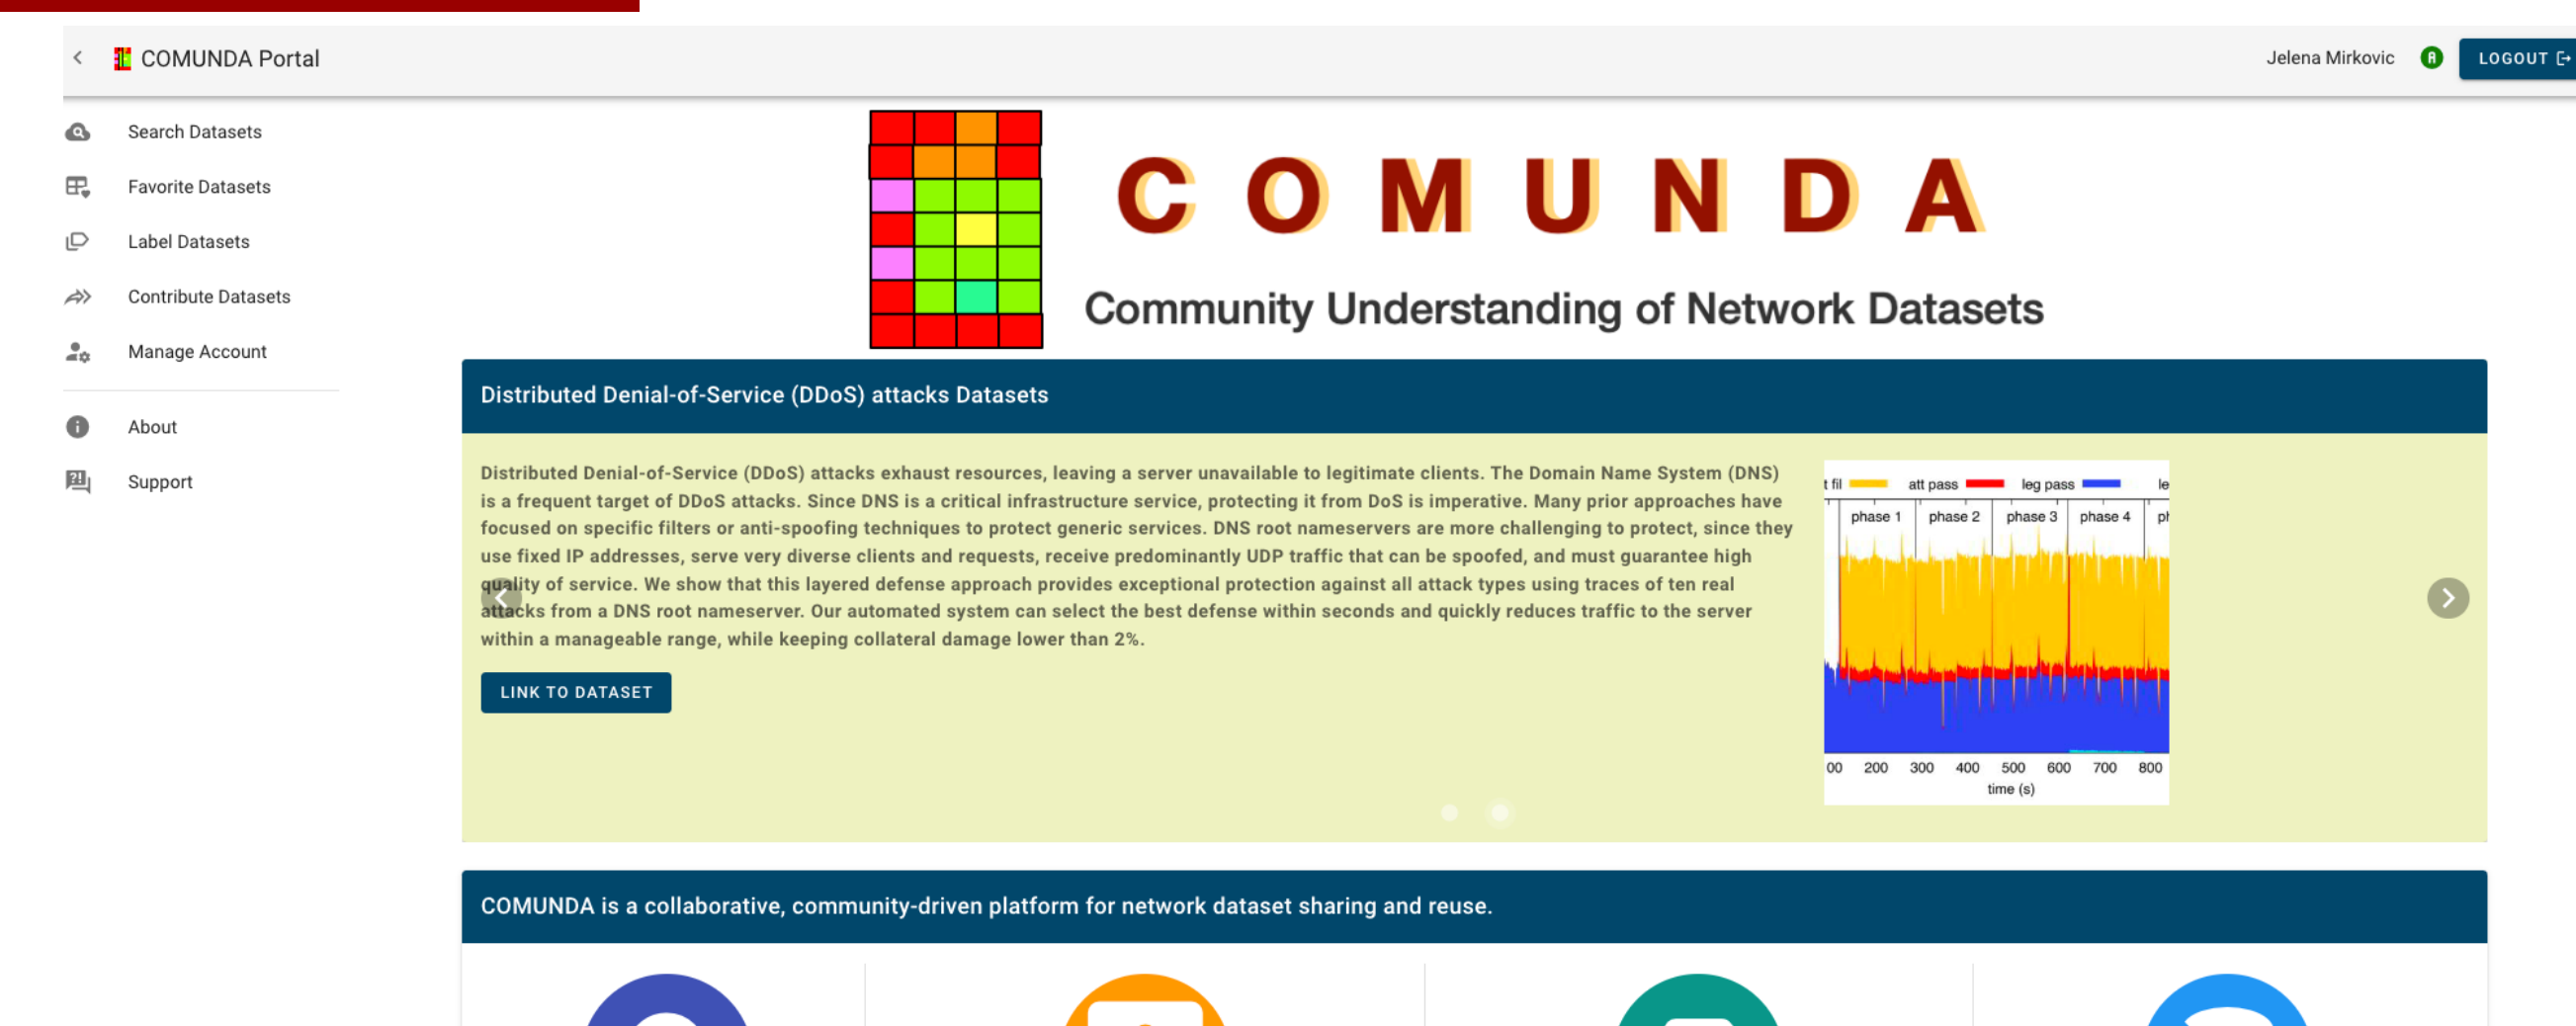 COMUNDA Portal
Jelena Mirkovic
LOGOUT
Search Datasets
Favorite Datasets
Label Datasets
Contribute Datasets
Manage Account
About
Support
COMUNDA
Community Understanding of Network Datasets
Distributed Denial-of-Service (DDoS) attacks Datasets
Distributed Denial-of-Service (DDoS) attacks exhaust resources, leaving a server unavailable to legitimate clients. The Domain Name System (DNS)
is a frequent target of DDoS attacks. Since DNS is a critical infrastructure service, protecting it from DoS is imperative. Many prior approaches have
focused on specific filters or anti-spoofing techniques to protect generic services. DNS root nameservers are more challenging to protect, since they
use fixed IP addresses, serve very diverse clients and requests, receive predominantly UDP traffic that can be spoofed, and must guarantee high
quality of service. We show that this layered defense approach provides exceptional protection against all attack types using traces of ten real
attacks from a DNS root nameserver. Our automated system can select the best defense within seconds and quickly reduces traffic to the server
within a manageable range, while keeping collateral damage lower than 2%.
LINK TO DATASET
t fil att pass leg pass le
phase 1 phase 2 phase 3 phase 4 ph
00 200 300 400 500 600 700 800
time (s)
COMUNDA is a collaborative, community-driven platform for network dataset sharing and reuse.